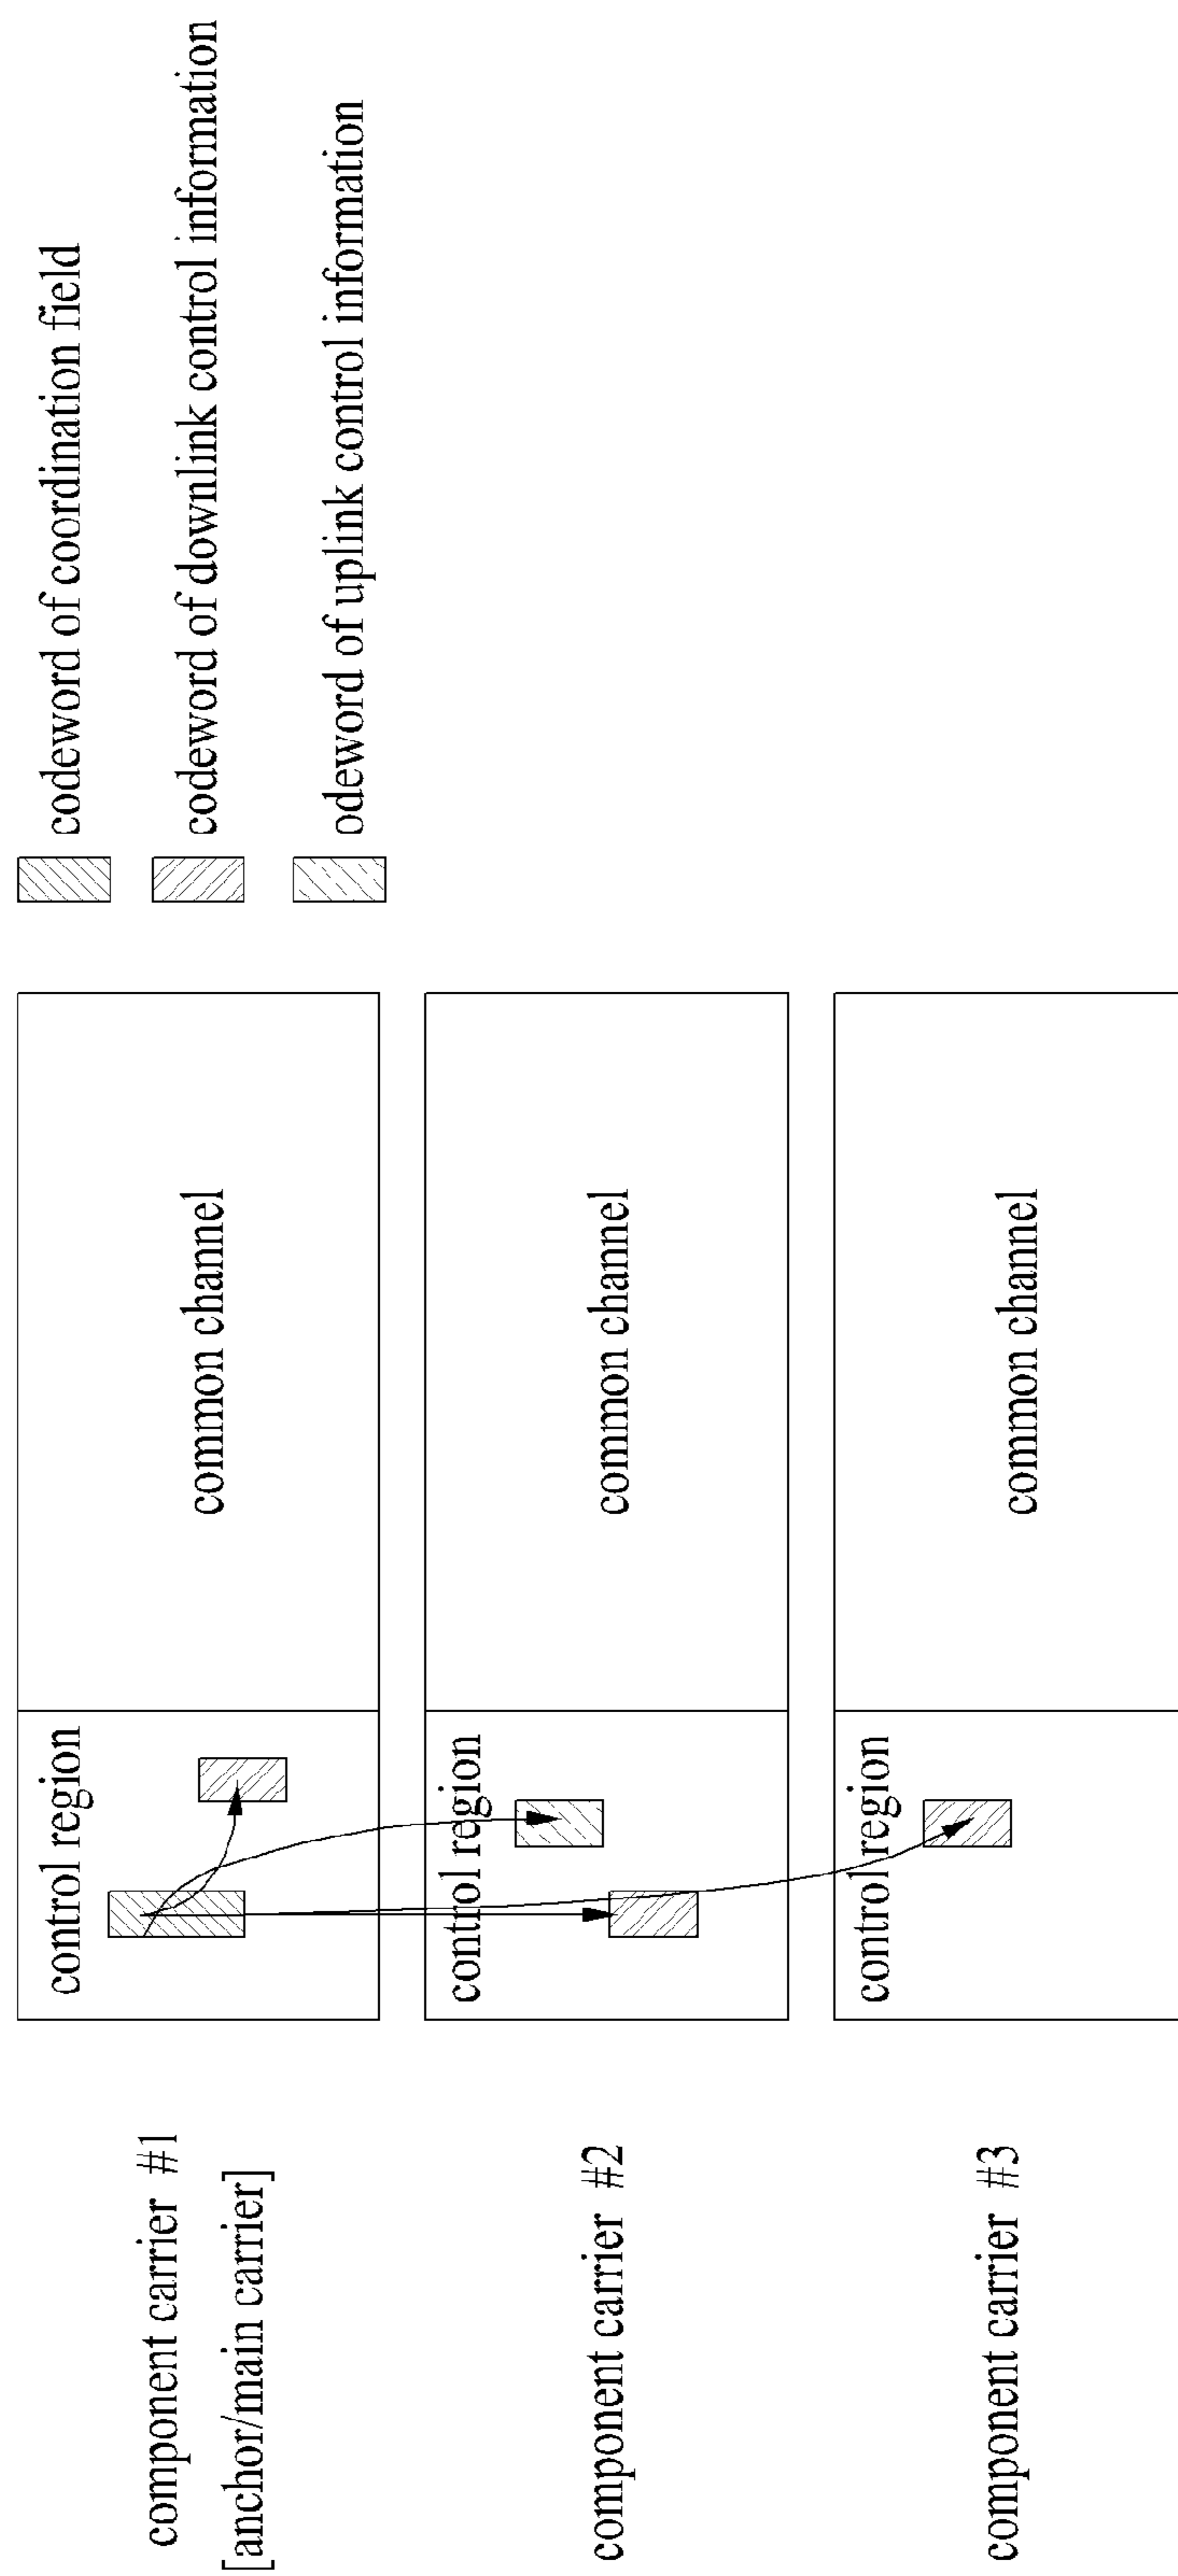 codeword of coordination field
codeword of downlink control information
odeword of uplink control information
component carrier #1
[anchor/main carrier]
control region
common channel
component carrier #2
control region
common channel
component carrier #3
control region
common channel